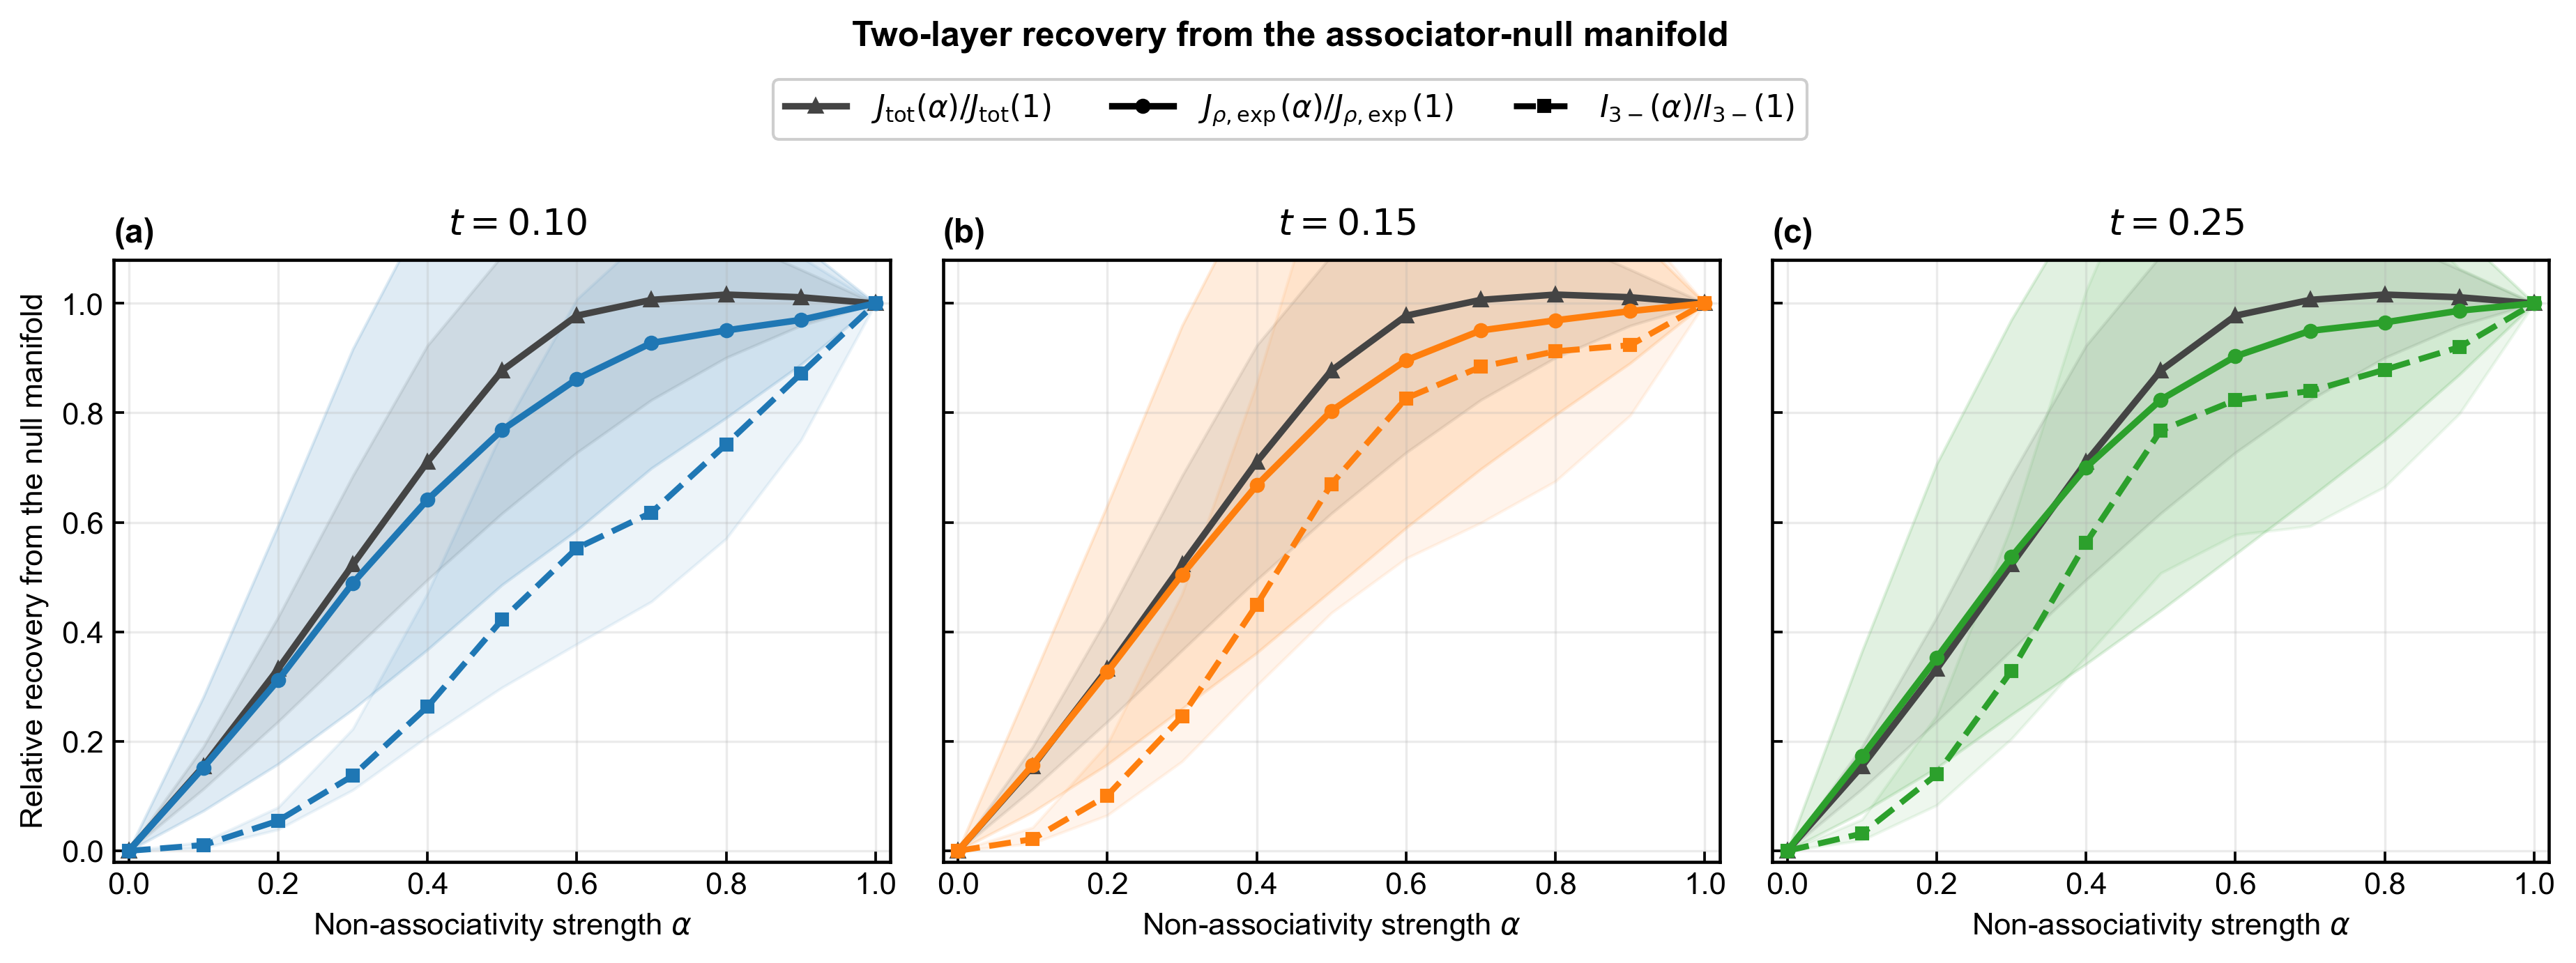 Two-layer recovery from the associator-null manifold
J_tot(α)/J_tot(1) J_ρ,exp(α)/J_ρ,exp(1) I_3−(α)/I_3−(1)
(a) t = 0.10 (b) t = 0.15 (c) t = 0.25
Relative recovery from the null manifold
1.0
0.8
0.6
0.4
0.2
0.0
0.0 0.2 0.4 0.6 0.8 1.0 0.0 0.2 0.4 0.6 0.8 1.0 0.0 0.2 0.4 0.6 0.8 1.0
Non-associativity strength α Non-associativity strength α Non-associativity strength α